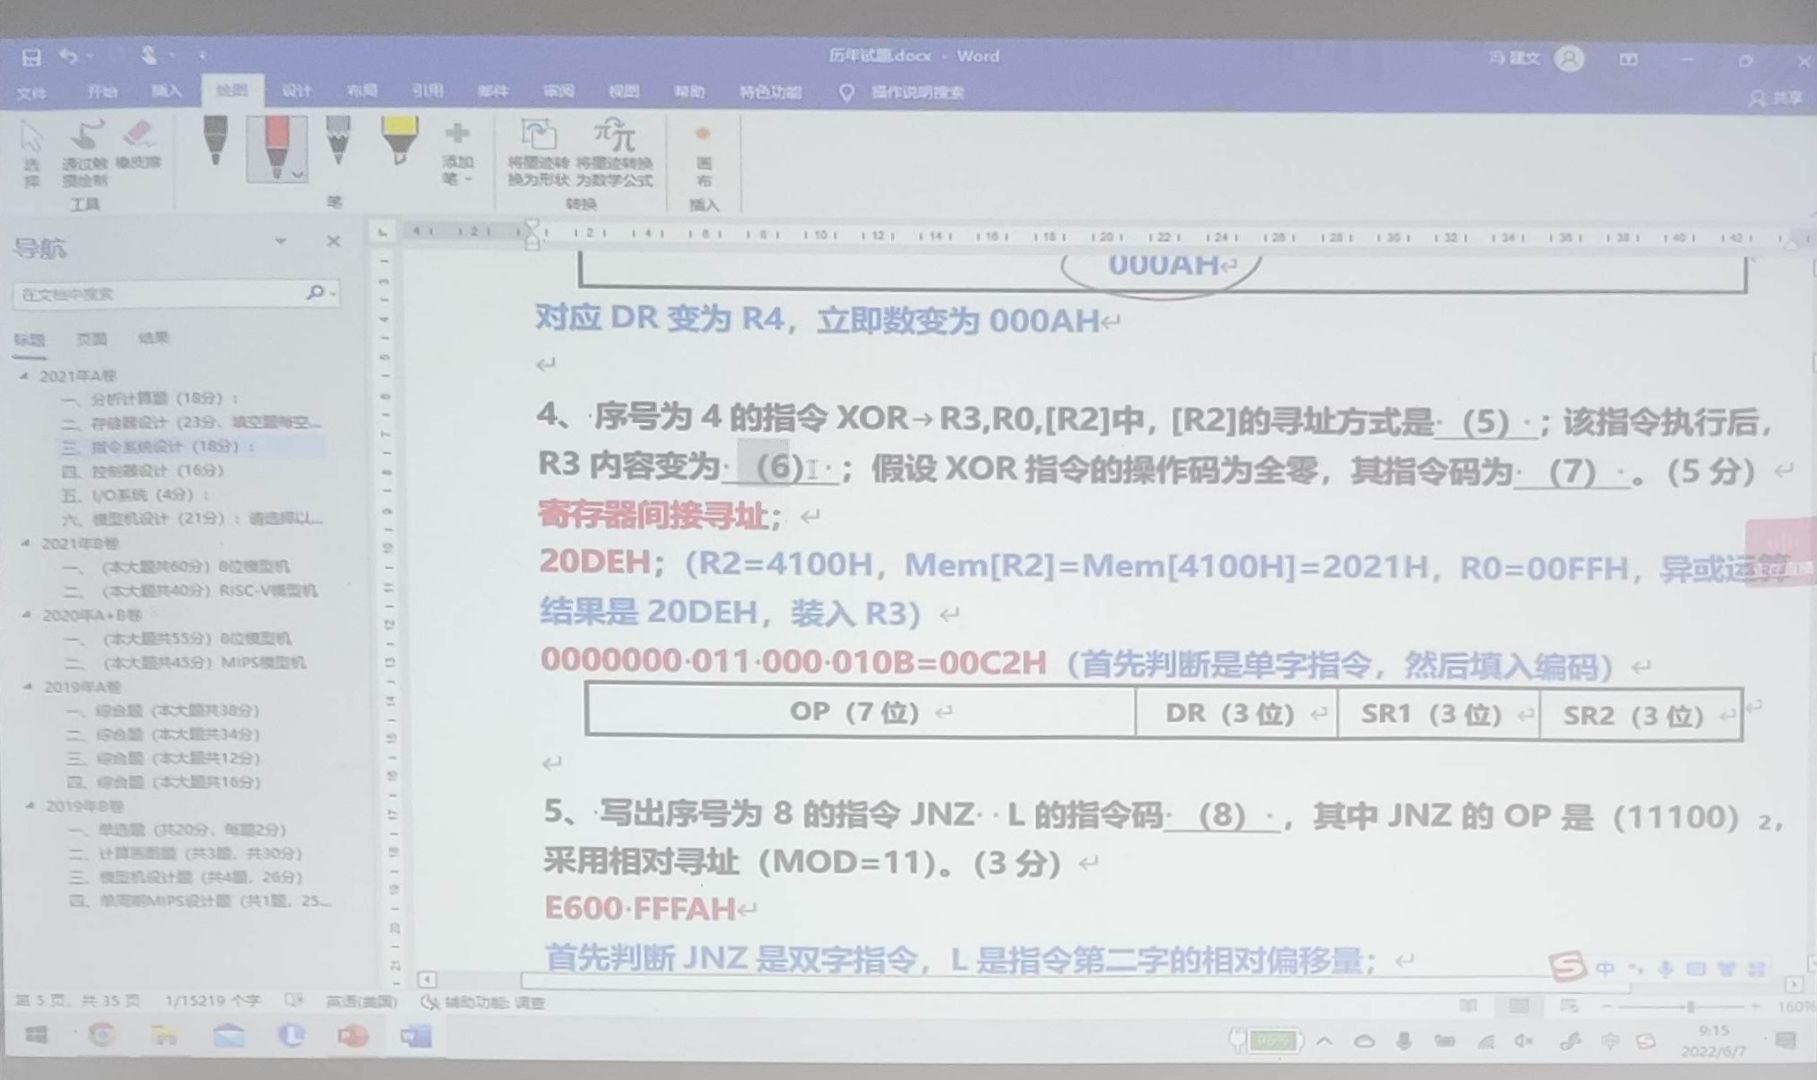 历年试题.docx - Word
冯建文
文件 开始 插入 绘图 设计 布局 引用 邮件 审阅 视图 帮助 特色功能 操作说明搜索
共享
选择
通过触摸绘制
橡皮擦
添加笔
将墨迹转换为形状
将墨迹转换为数学公式
画布
工具 笔 转换 插入
导航
在文档中搜索
标题 页面 结果
2021年A卷
一、分析计算题（18分）：
二、存储器设计（23分，填空题每空...
三、指令系统设计（18分）：
四、控制器设计（16分）
五、I/O系统（4分）：
六、模型机设计（21分）：请选择以...
2021年B卷
一、（本大题共60分）8位模型机
二、（本大题共40分）RISC-V模型机
2020年A+B卷
一、（本大题共55分）8位模型机
二、（本大题共45分）MIPS模型机
2019年A卷
一、综合题（本大题共38分）
二、综合题（本大题共34分）
三、综合题（本大题共12分）
四、综合题（本大题共16分）
2019年B卷
一、单选题（共20分，每题2分）
二、计算画图题（共3题，共30分）
三、模型机设计题（共4题，26分）
四、单周期MIPS设计题（共1题，25...
000AH
对应 DR 变为 R4，立即数变为 000AH
4、序号为 4 的指令 XOR→R3,R0,[R2]中，[R2]的寻址方式是 (5) ；该指令执行后，
R3 内容变为 (6) ；假设 XOR 指令的操作码为全零，其指令码为 (7) 。（5 分）
寄存器间接寻址；
20DEH；（R2=4100H，Mem[R2]=Mem[4100H]=2021H，R0=00FFH，异或运算
结果是 20DEH，装入 R3）
0000000·011·000·010B=00C2H（首先判断是单字指令，然后填入编码）
OP（7 位） DR（3 位） SR1（3 位） SR2（3 位）
5、写出序号为 8 的指令 JNZ L 的指令码 (8) ，其中 JNZ 的 OP 是（11100）2，
采用相对寻址（MOD=11）。（3 分）
E600·FFFAH
首先判断 JNZ 是双字指令，L 是指令第二字的相对偏移量；
第 5 页，共 35 页 1/15219 个字 英语(美国) 辅助功能: 调查
160%
中
9:15
2022/6/7